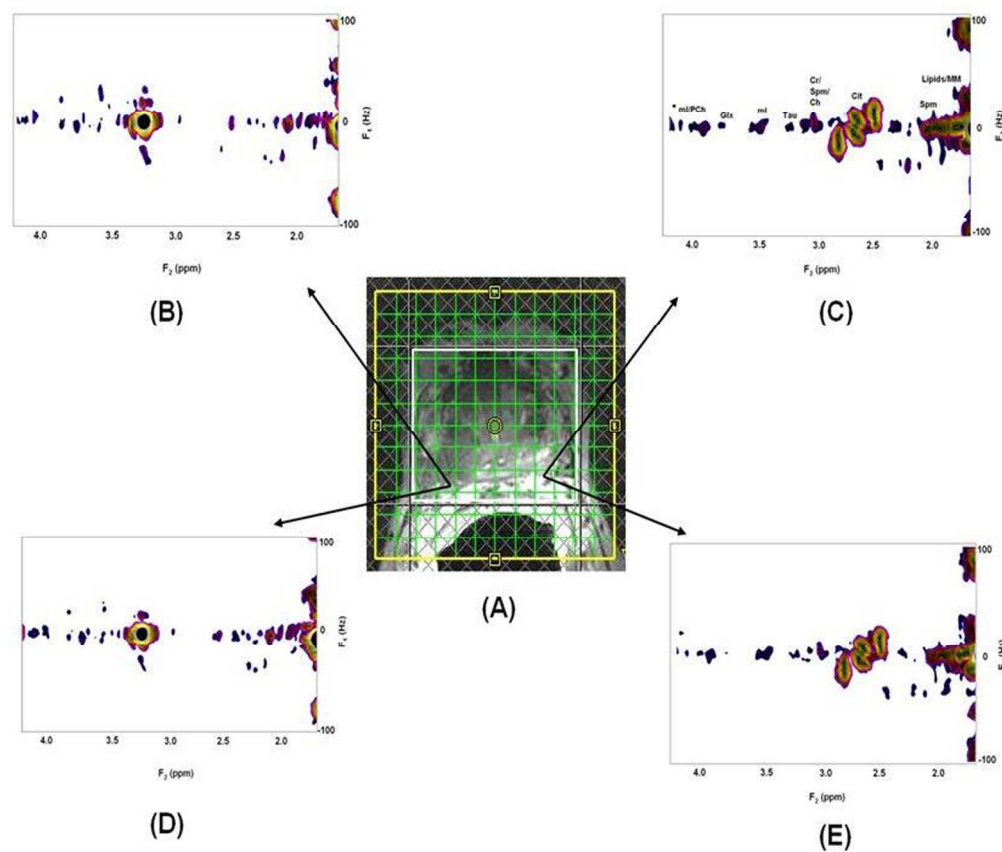 100
0
-100
F₁ (Hz)
4.0 3.5 3.0 2.5 2.0
F₂ (ppm)
(B)
100
0
-100
F₁ (Hz)
Lipids/MM
Cr/
Spm/
Ch
Cit
Spm
* mI/PCh
Glx
mI
Tau
4.0 3.5 3.0 2.5 2.0
F₂ (ppm)
(C)
(A)
100
0
-100
F₁ (Hz)
4.0 3.5 3.0 2.5 2.0
F₂ (ppm)
(D)
100
0
-100
(Hz)
4.0 3.5 3.0 2.5 2.0
F₂ (ppm)
(E)